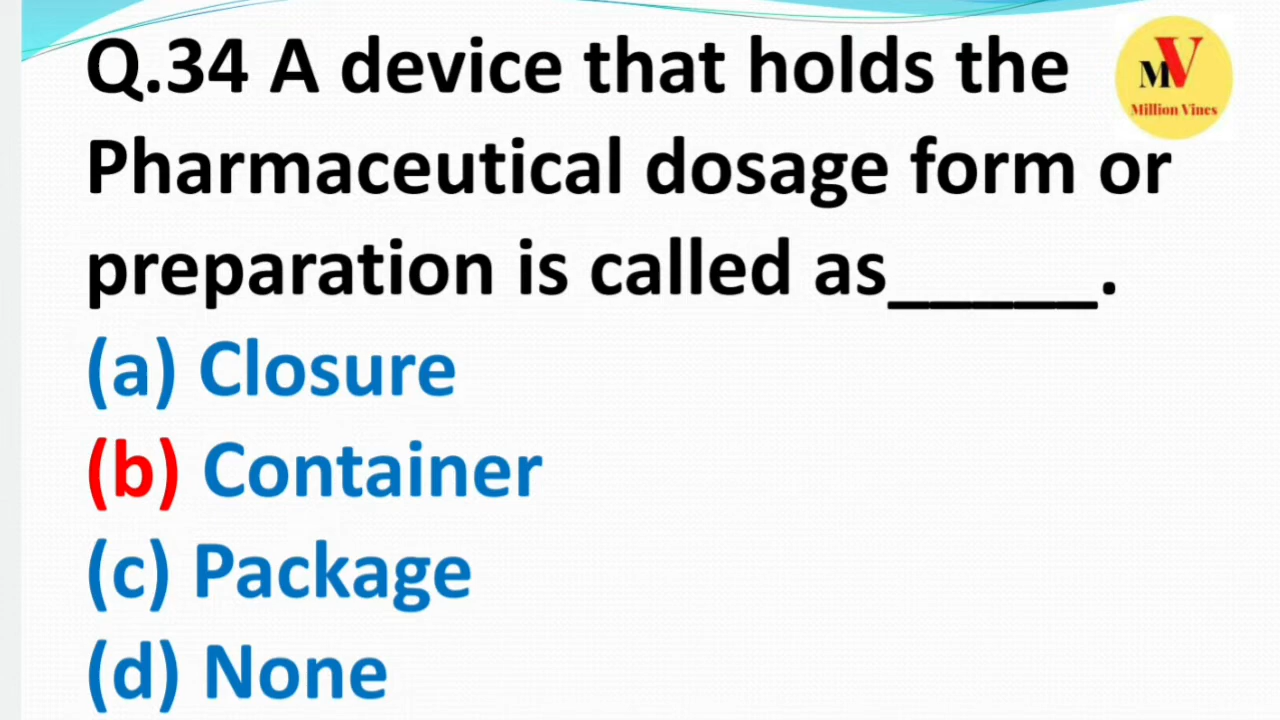 Q.34 A device that holds the
MV
Million Vines
Pharmaceutical dosage form or
preparation is called as_____.
(a) Closure
(b) Container
(c) Package
(d) None